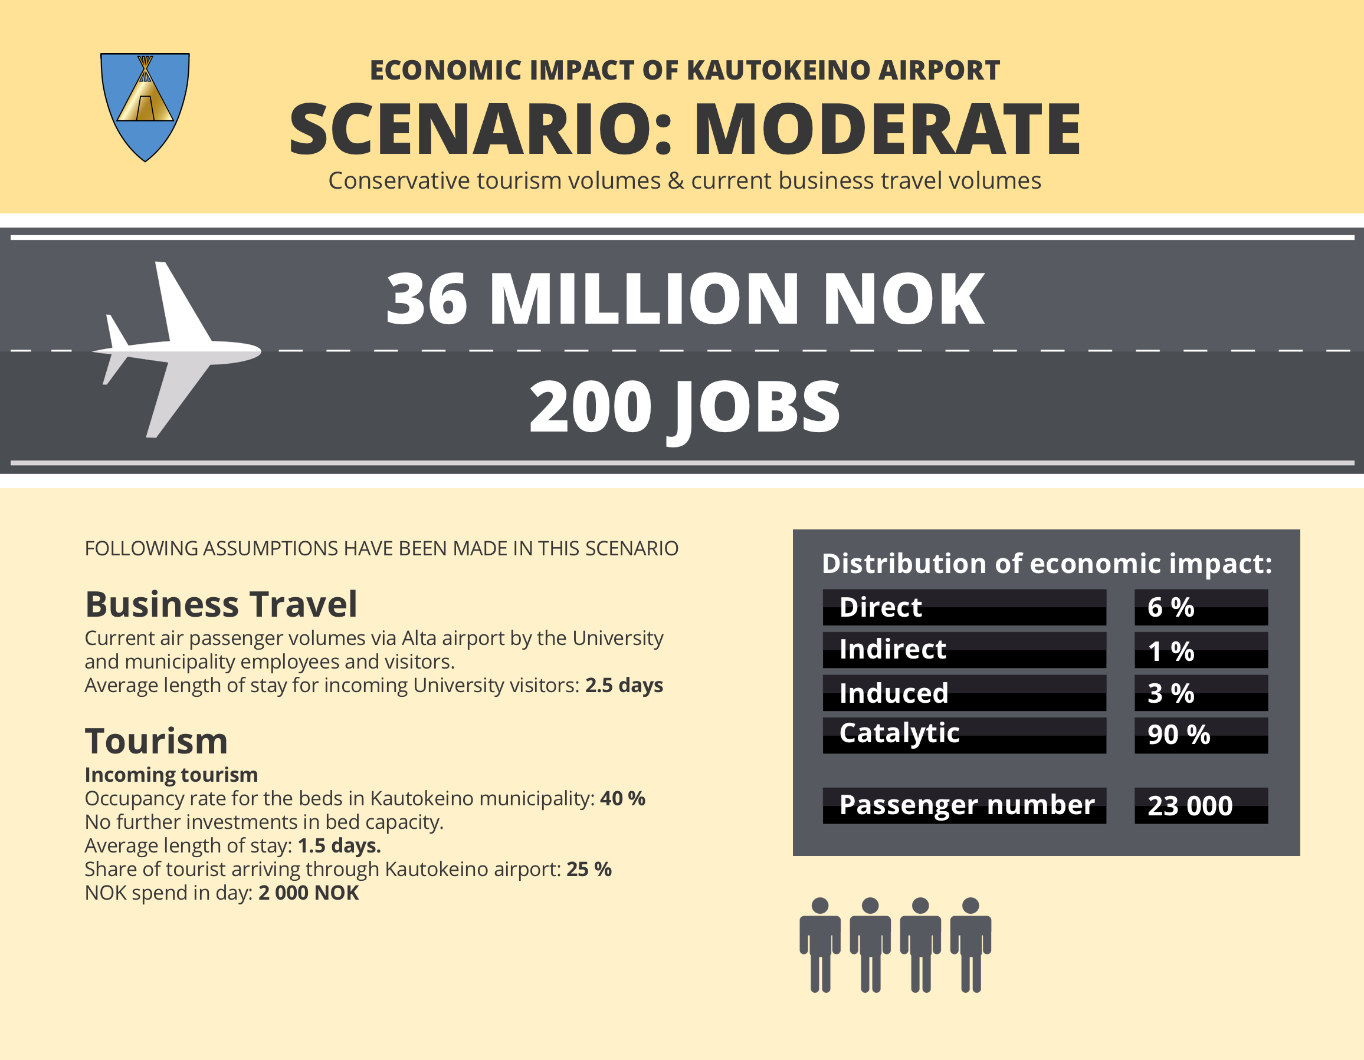 ECONOMIC IMPACT OF KAUTOKEINO AIRPORT
SCENARIO: MODERATE
Conservative tourism volumes & current business travel volumes
36 MILLION NOK
200 JOBS
FOLLOWING ASSUMPTIONS HAVE BEEN MADE IN THIS SCENARIO
Business Travel
Current air passenger volumes via Alta airport by the University
and municipality employees and visitors.
Average length of stay for incoming University visitors: 2.5 days
Tourism
Incoming tourism
Occupancy rate for the beds in Kautokeino municipality: 40 %
No further investments in bed capacity.
Average length of stay: 1.5 days.
Share of tourist arriving through Kautokeino airport: 25 %
NOK spend in day: 2 000 NOK
Distribution of economic impact:
Direct 6 %
Indirect 1 %
Induced 3 %
Catalytic 90 %
Passenger number 23 000